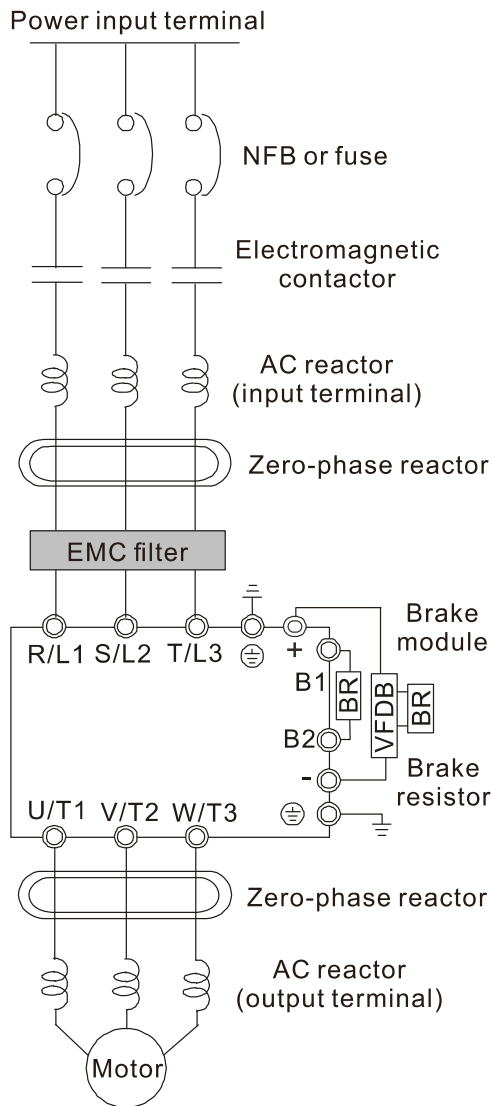 Power input terminal
NFB or fuse
Electromagnetic
contactor
AC reactor
(input terminal)
Zero-phase reactor
EMC filter
R/L1 S/L2 T/L3
+
Brake
module
B1
BR
VFDB
BR
B2
-
Brake
resistor
U/T1 V/T2 W/T3
Zero-phase reactor
AC reactor
(output terminal)
Motor